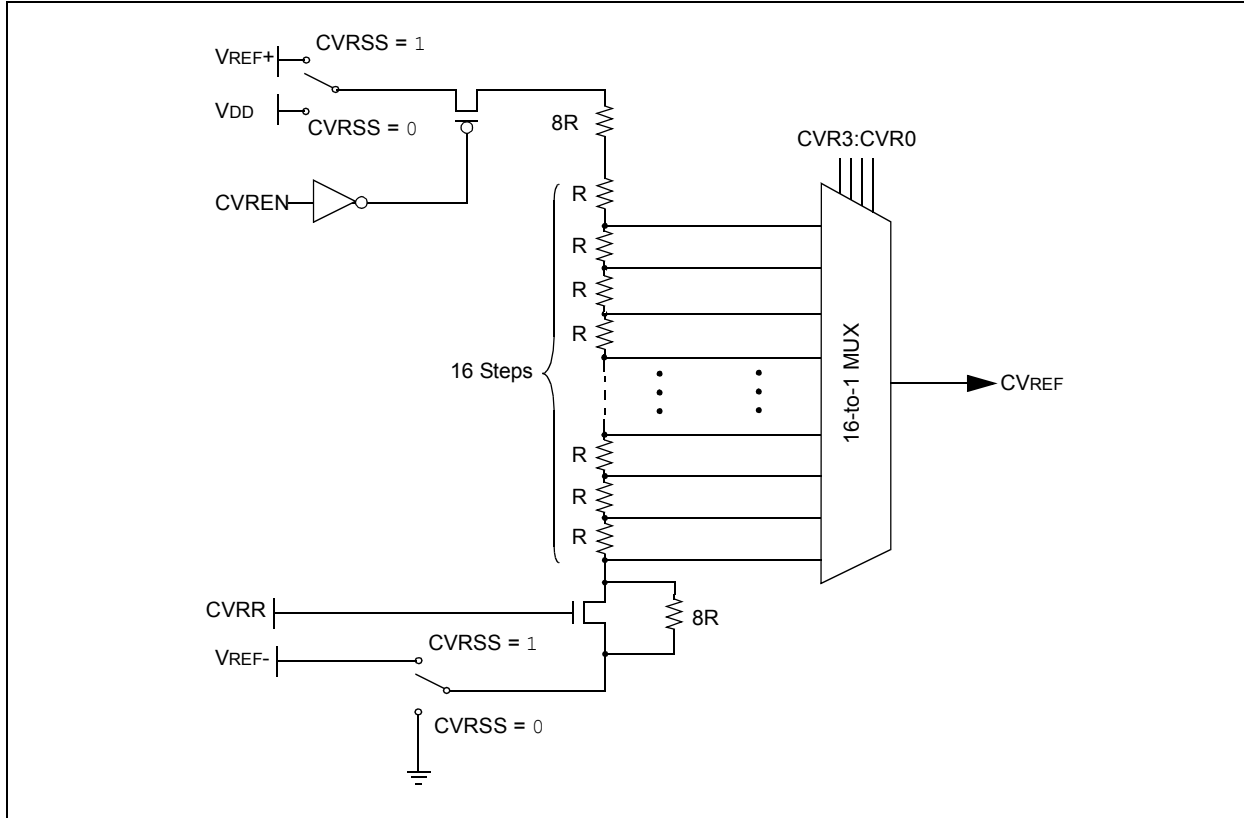 CVRSS = 1
VREF+
VDD
CVRSS = 0
8R
CVR3:CVR0
CVREN
R
R
R
R
16 Steps
16-to-1 MUX
CVREF
R
R
R
CVRR
8R
CVRSS = 1
VREF-
CVRSS = 0